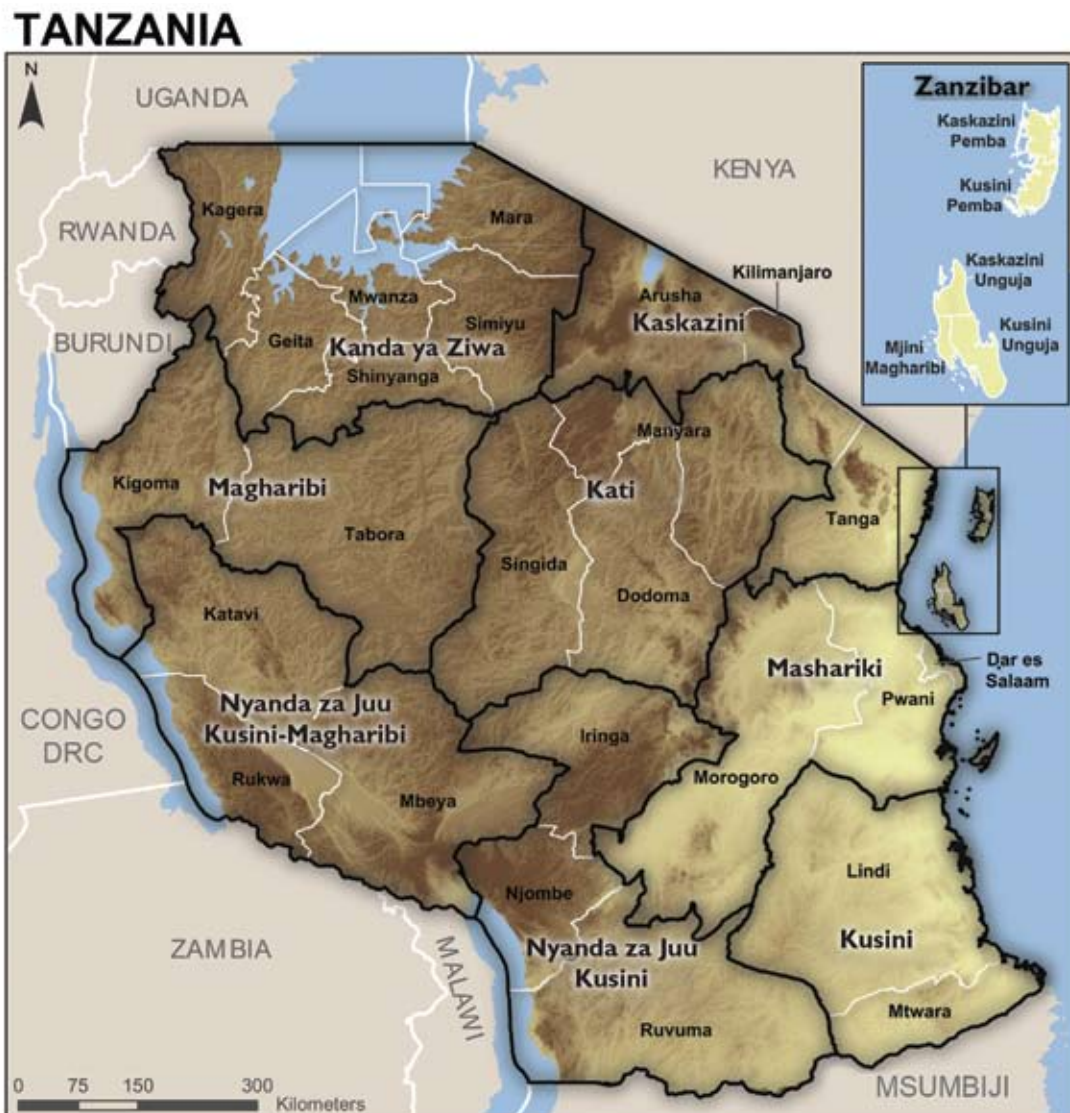 TANZANIA
N
UGANDA
KENYA
RWANDA
BURUNDI
CONGO
DRC
ZAMBIA
MALAWI
MSUMBIJI
Zanzibar
Kaskazini
Pemba
Kusini
Pemba
Kaskazini
Unguja
Kusini
Unguja
Mjini
Magharibi
Kagera
Mara
Mwanza
Geita
Simiyu
Kanda ya Ziwa
Shinyanga
Kilimanjaro
Arusha
Kaskazini
Kigoma
Magharibi
Tabora
Manyara
Kati
Singida
Dodoma
Tanga
Katavi
Nyanda za Juu
Kusini-Magharibi
Rukwa
Mbeya
Iringa
Mashariki
Dar es
Salaam
Pwani
Morogoro
Njombe
Nyanda za Juu
Kusini
Ruvuma
Lindi
Kusini
Mtwara
0 75 150 300
Kilometers